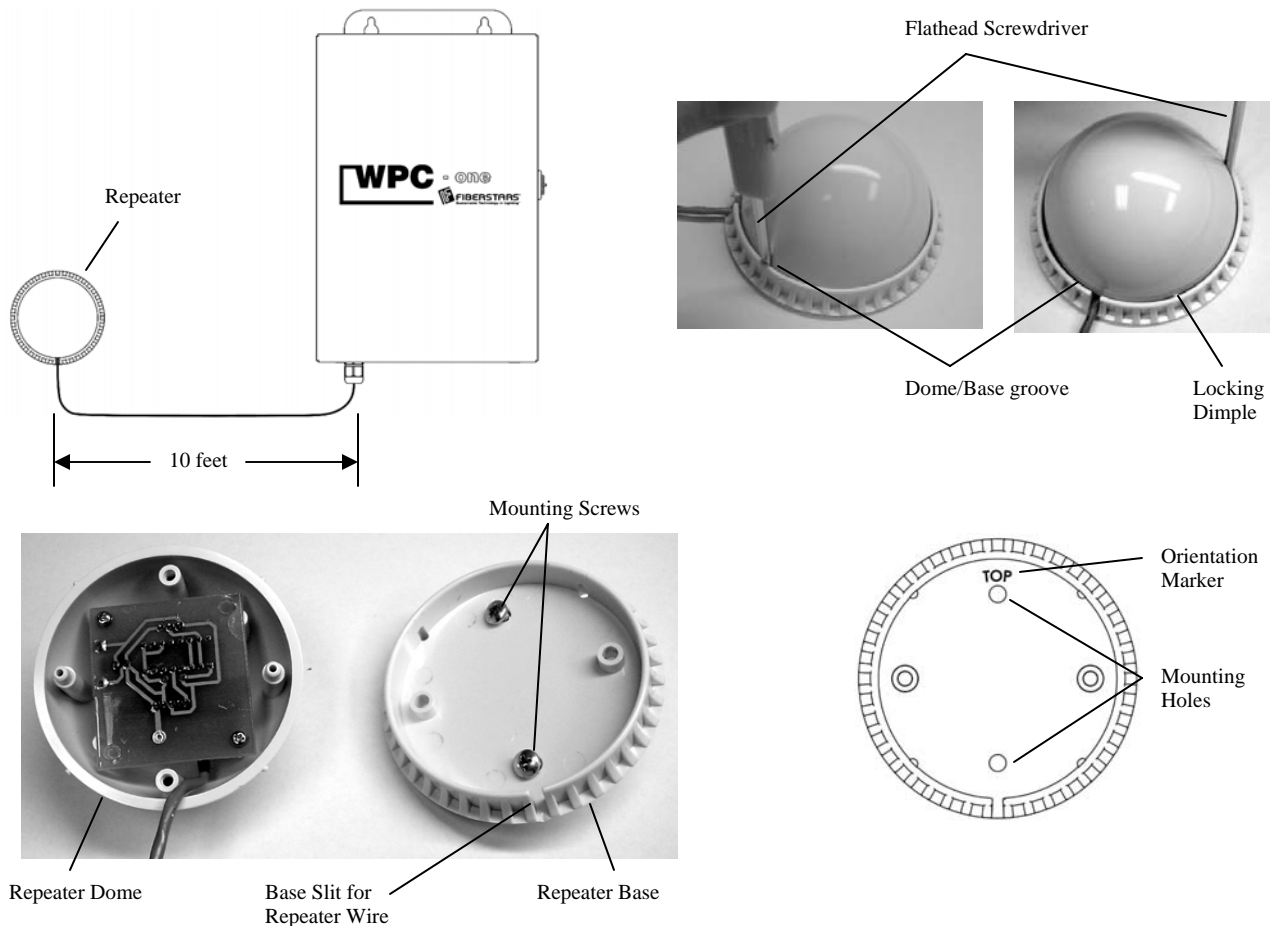 Flathead Screwdriver
WPC - one
FIBERSTARS
Repeater
Dome/Base groove
Locking
Dimple
10 feet
Mounting Screws
TOP
Orientation
Marker
Mounting
Holes
Repeater Dome
Base Slit for
Repeater Wire
Repeater Base